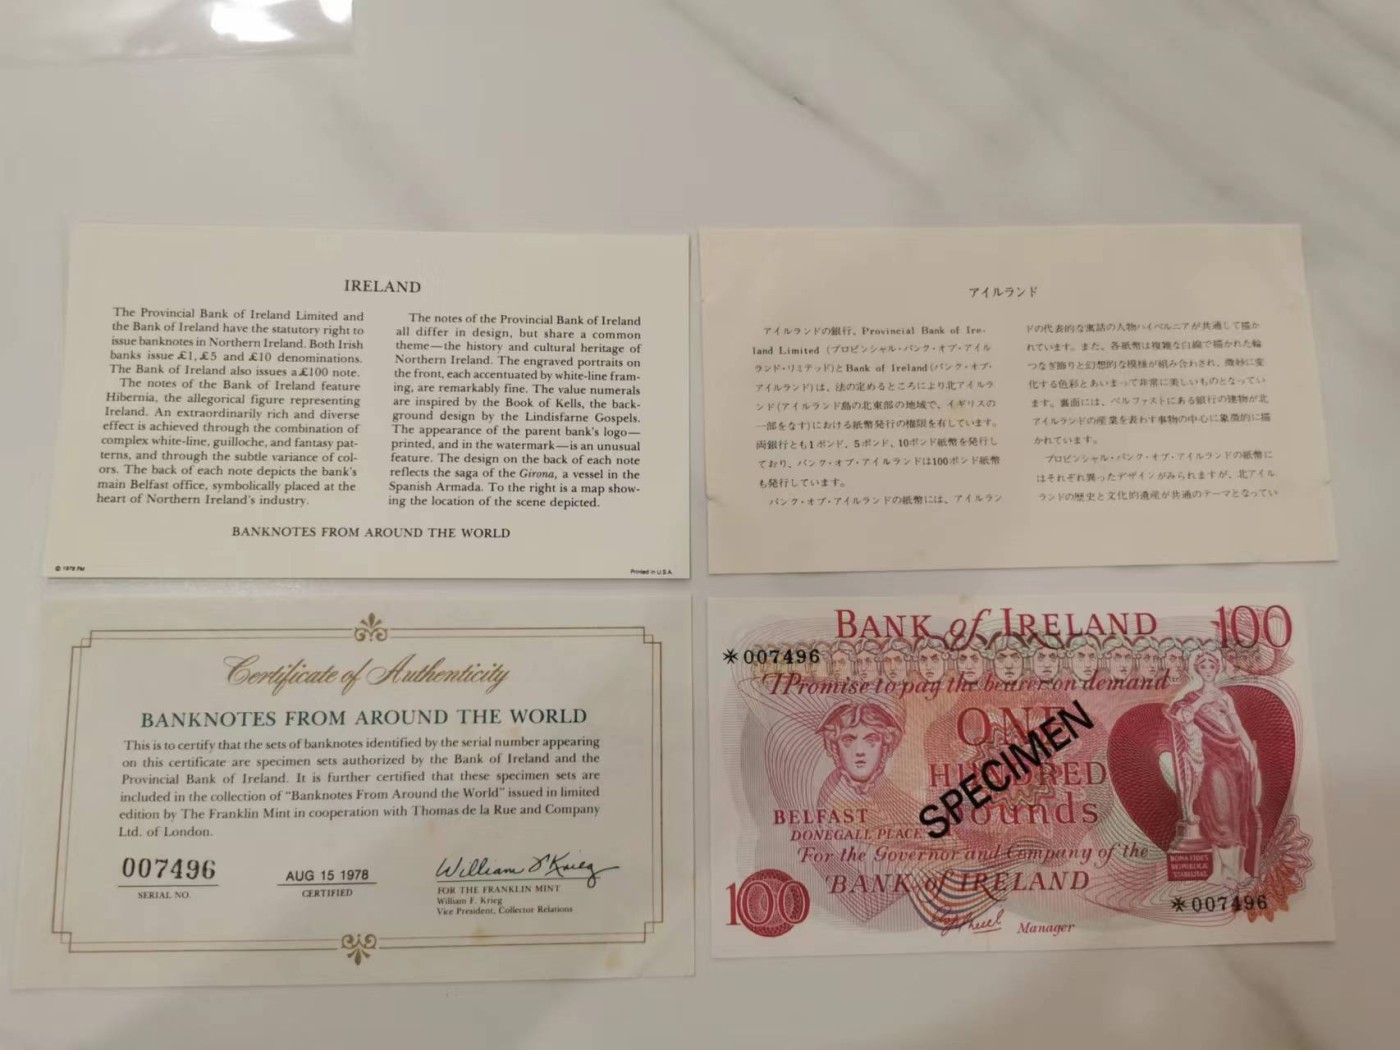 IRELAND
The Provincial Bank of Ireland Limited and
the Bank of Ireland have the statutory right to
issue banknotes in Northern Ireland. Both Irish
banks issue £1, £5 and £10 denominations.
The Bank of Ireland also issues a £100 note.
The notes of the Bank of Ireland feature
Hibernia, the allegorical figure representing
Ireland. An extraordinarily rich and diverse
effect is achieved through the combination of
complex white-line, guilloche, and fantasy pat-
terns, and through the subtle variance of col-
ors. The back of each note depicts the bank's
main Belfast office, symbolically placed at the
heart of Northern Ireland's industry.
The notes of the Provincial Bank of Ireland
all differ in design, but share a common
theme—the history and cultural heritage of
Northern Ireland. The engraved portraits on
the front, each accentuated by white-line fram-
ing, are remarkably fine. The value numerals
are inspired by the Book of Kells, the back-
ground design by the Lindisfarne Gospels.
The appearance of the parent bank's logo—
printed, and in the watermark—is an unusual
feature. The design on the back of each note
reflects the saga of the Girona, a vessel in the
Spanish Armada. To the right is a map show-
ing the location of the scene depicted.
BANKNOTES FROM AROUND THE WORLD
© 1978 FM
Printed in U.S.A.
アイルランド
アイルランドの銀行、Provincial Bank of Ire-
land Limited (プロビンシャル・バンク・オブ・アイル
ランド・リミテッド)とBank of Ireland(バンク・オブ・
アイルランド)は、法の定めるところにより北アイルラ
ンド(アイルランド島の北東部の地域で、イギリスの
一部をなす)における紙幣発行の権限を有しています。
両銀行とも1ポンド、5ポンド、10ポンド紙幣を発行し
ており、バンク・オブ・アイルランドは100ポンド紙幣
も発行しています。
バンク・オブ・アイルランドの紙幣には、アイルラン
ドの代表的な寓話の人物ハイベルニアが共通して描か
れています。また、各紙幣は複雑な白線で描かれた輪
つなぎ飾りと幻想的な模様が組み合わされ、微妙に変
化する色彩とあいまって非常に美しいものとなってい
ます。裏面には、ベルファストにある銀行の建物が北
アイルランドの産業を表わす事物の中心に象徴的に描
かれています。
プロビンシャル・バンク・オブ・アイルランドの紙幣に
はそれぞれ異ったデザインがみられますが、北アイル
ランドの歴史と文化的遺産が共通のテーマとなってい
Certificate of Authenticity
BANKNOTES FROM AROUND THE WORLD
This is to certify that the sets of banknotes identified by the serial number appearing
on this certificate are specimen sets authorized by the Bank of Ireland and the
Provincial Bank of Ireland. It is further certified that these specimen sets are
included in the collection of "Banknotes From Around the World" issued in limited
edition by The Franklin Mint in cooperation with Thomas de la Rue and Company
Ltd. of London.
007496
SERIAL NO.
AUG 15 1978
CERTIFIED
William F. Krieg
FOR THE FRANKLIN MINT
William F. Krieg
Vice President, Collector Relations
BANK of IRELAND 100
*007496
I Promise to pay the bearer on demand
ONE
HUNDRED
Pounds
SPECIMEN
BELFAST
DONEGALL PLACE
For the Governor and Company of the
BANK of IRELAND
BONA FIDES
REIPUBLICÆ
STABILITAS
*007496
100
Manager